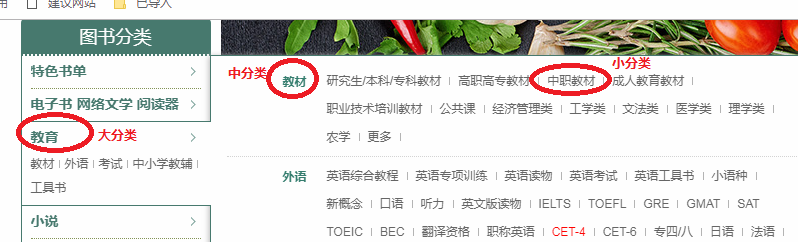 用 建议网站 已导入
图书分类
特色书单
电子书 网络文学 阅读器
教育 大分类
教材 | 外语 | 考试 | 中小学教辅 |
工具书
小说
小分类
中分类 教材 研究生/本科/专科教材 | 高职高专教材 | 中职教材 | 成人教育教材 |
职业技术培训教材 | 公共课 | 经济管理类 | 工学类 | 文法类 | 医学类 | 理学类 |
农学 | 更多 |
外语 英语综合教程 | 英语专项训练 | 英语读物 | 英语考试 | 英语工具书 | 小语种 |
新概念 | 口语 | 听力 | 英文版读物 | IELTS | TOEFL | GRE | GMAT | SAT
TOEIC | BEC | 翻译资格 | 职称英语 | CET-4 | CET-6 | 专四/八 | 日语 | 法语 |